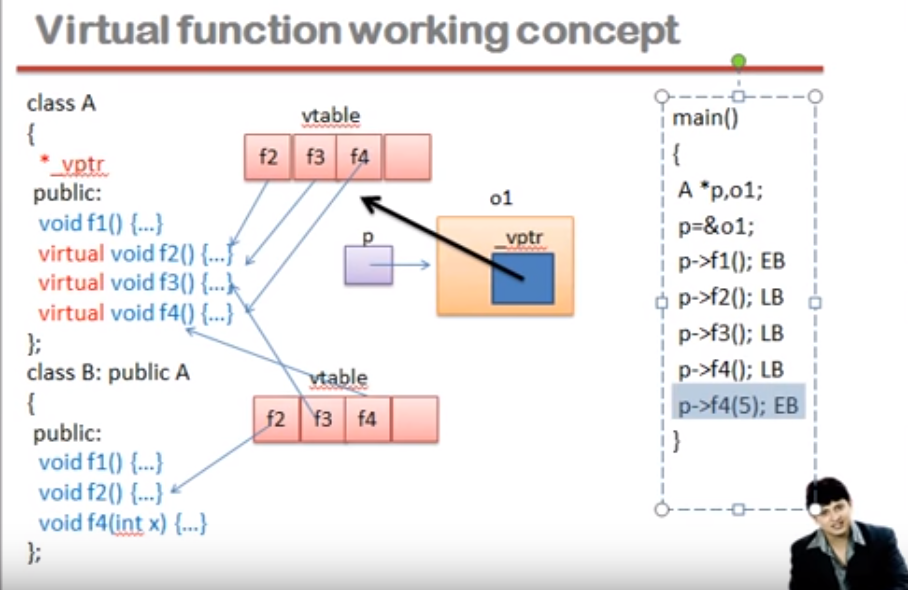 Virtual function working concept
class A
{
* _vptr
public:
void f1() {...}
virtual void f2() {...}
virtual void f3() {...}
virtual void f4() {...}
};
class B: public A
{
public:
void f1() {...}
void f2() {...}
void f4(int x) {...}
};
vtable
f2 f3 f4
o1
p
_vptr
vtable
f2 f3 f4
main()
{
A *p,o1;
p=&o1;
p->f1(); EB
p->f2(); LB
p->f3(); LB
p->f4(); LB
p->f4(5); EB
}